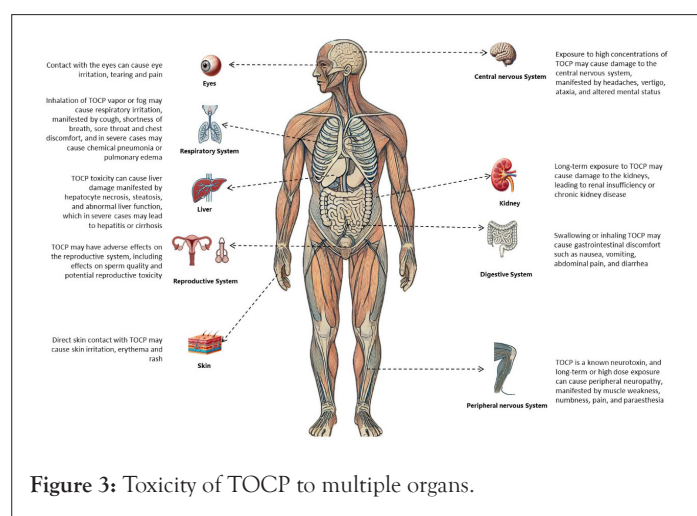 Contact with the eyes can cause eye
irritation, tearing and pain
Eyes
Inhalation of TOCP vapor or fog may
cause respiratory irritation,
manifested by cough, shortness of
breath, sore throat and chest
discomfort, and in severe cases may
cause chemical pneumonia or
pulmonary edema
Respiratory System
TOCP toxicity can cause liver
damage manifested by
hepatocyte necrosis, steatosis,
and abnormal liver function,
which in severe cases may lead
to hepatitis or cirrhosis
Liver
TOCP may have adverse effects on
the reproductive system, including
effects on sperm quality and
potential reproductive toxicity
Reproductive System
Direct skin contact with TOCP may
cause skin irritation, erythema and
rash
Skin
Central nervous System
Exposure to high concentrations of
TOCP may cause damage to the
central nervous system,
manifested by headaches, vertigo,
ataxia, and altered mental status
Kidney
Long-term exposure to TOCP may
cause damage to the kidneys,
leading to renal insufficiency or
chronic kidney disease
Digestive System
Swallowing or inhaling TOCP may
cause gastrointestinal discomfort
such as nausea, vomiting,
abdominal pain, and diarrhea
Peripheral nervous System
TOCP is a known neurotoxin, and
long-term or high dose exposure
can cause peripheral neuropathy,
manifested by muscle weakness,
numbness, pain, and paraesthesia
Figure 3: Toxicity of TOCP to multiple organs.